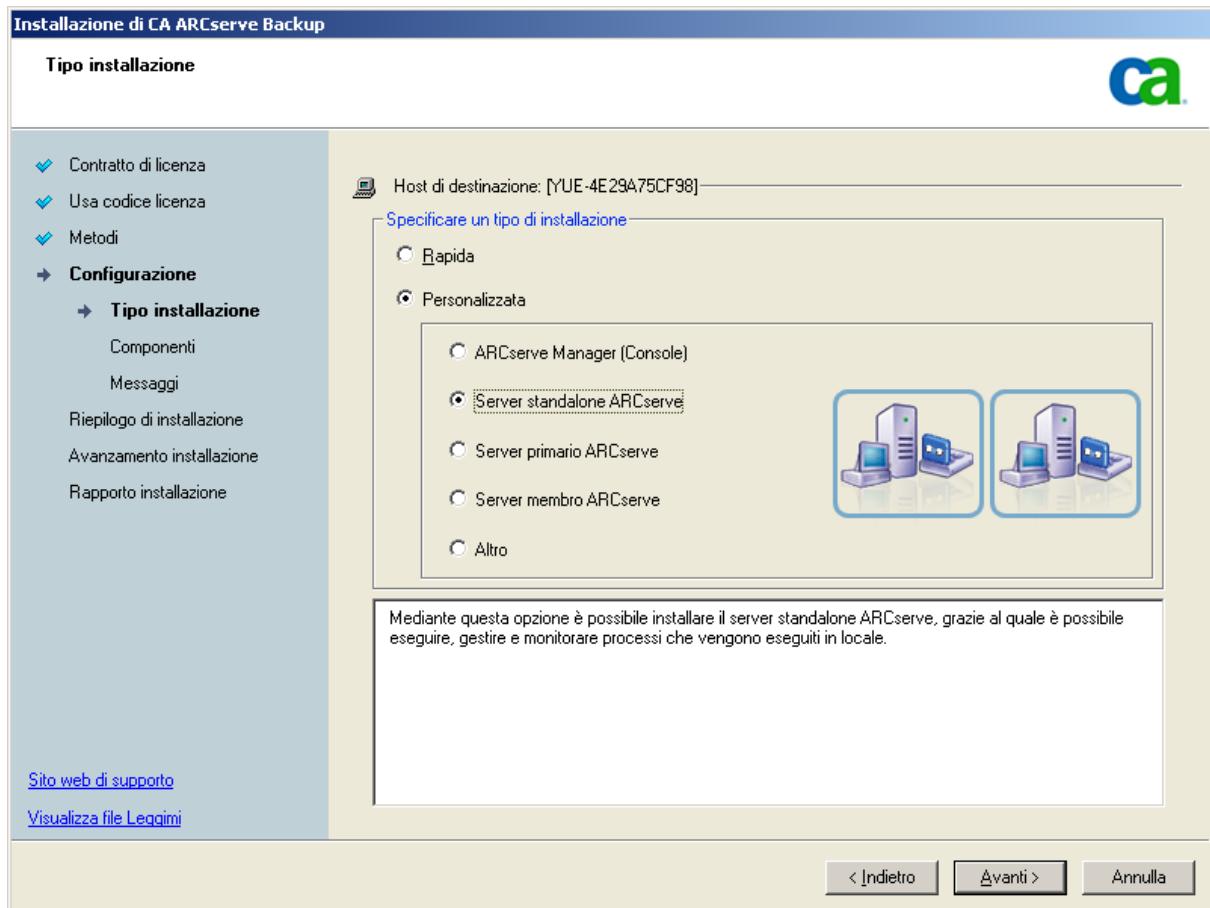 Installazione di CA ARCserve Backup
Tipo installazione
ca
Contratto di licenza
Usa codice licenza
Metodi
Configurazione
Tipo installazione
Componenti
Messaggi
Riepilogo di installazione
Avanzamento installazione
Rapporto installazione
Sito web di supporto
Visualizza file Leggimi
Host di destinazione: [YUE-4E29A75CF98]
Specificare un tipo di installazione
Rapida
Personalizzata
ARCserve Manager (Console)
Server standalone ARCserve
Server primario ARCserve
Server membro ARCserve
Altro
Mediante questa opzione è possibile installare il server standalone ARCserve, grazie al quale è possibile
eseguire, gestire e monitorare processi che vengono eseguiti in locale.
< Indietro
Avanti >
Annulla